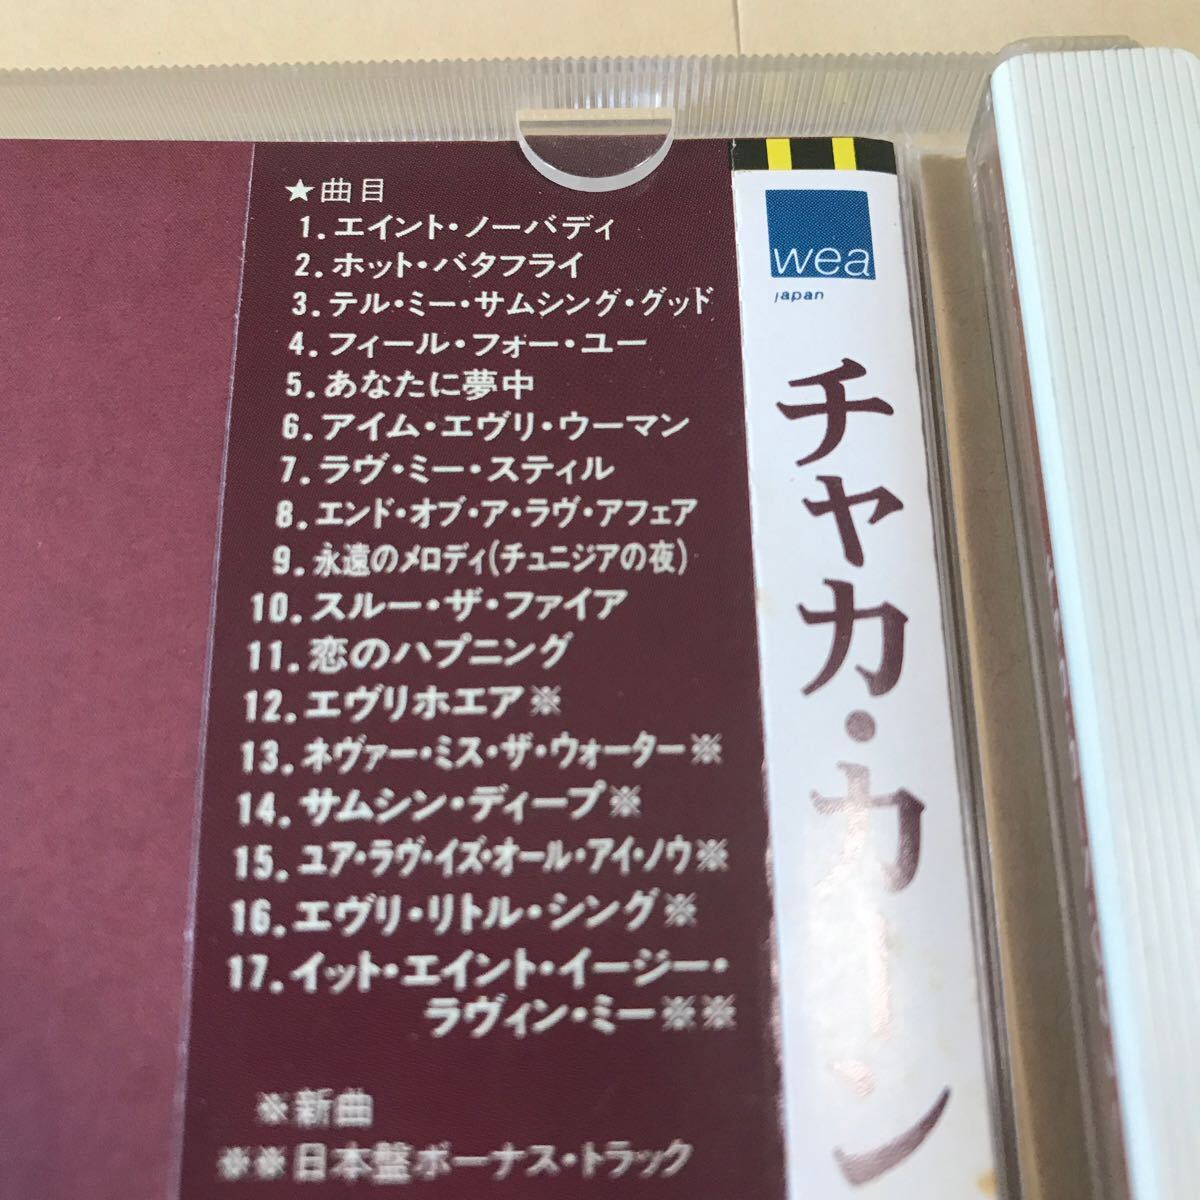 ★曲目
1.エイント・ノーバディ
2.ホット・バタフライ
3.テル・ミー・サムシング・グッド
4.フィール・フォー・ユー
5.あなたに夢中
6.アイム・エヴリ・ウーマン
7.ラヴ・ミー・スティル
8.エンド・オブ・ア・ラヴ・アフェア
9.永遠のメロディ(チュニジアの夜)
10.スルー・ザ・ファイア
11.恋のハプニング
12.エヴリホエア※
13.ネヴァー・ミス・ザ・ウォーター※
14.サムシン・ディープ※
15.ユア・ラヴ・イズ・オール・アイ・ノウ※
16.エヴリ・リトル・シング※
17.イット・エイント・イージー・
ラヴィン・ミー※※
※新曲
※※日本盤ボーナス・トラック
wea
japan
チャカ・カーン